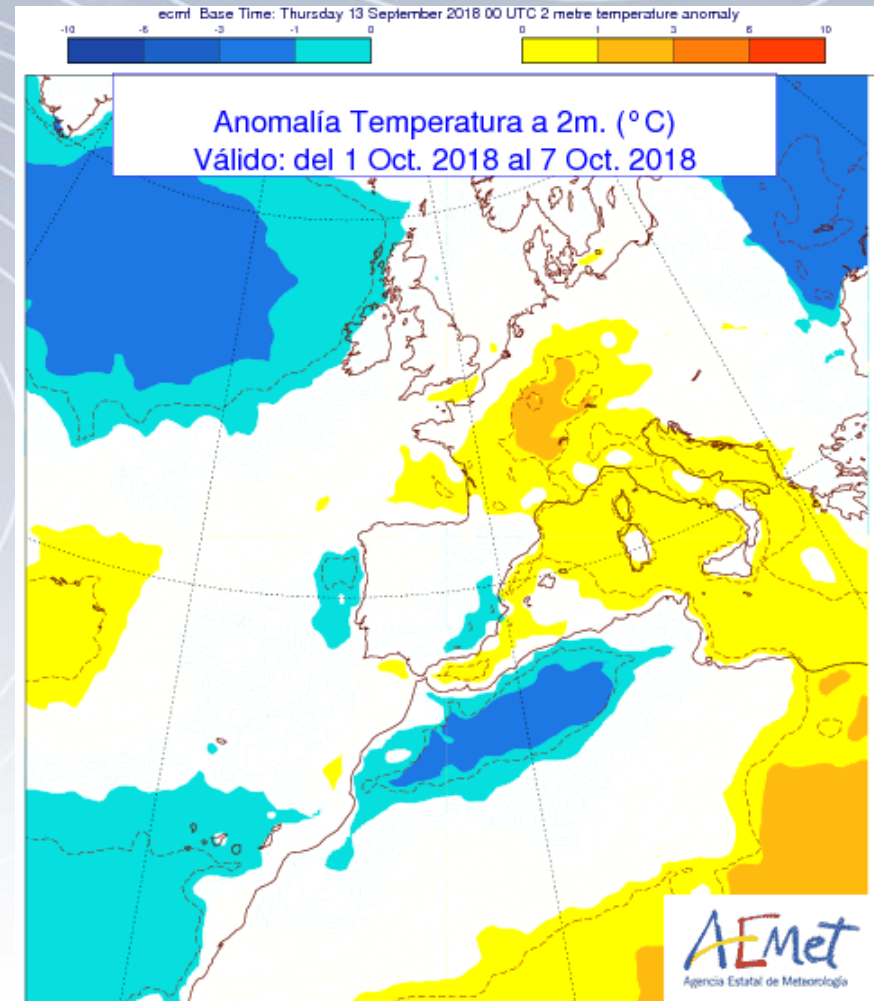 ecmf Base Time: Thursday 13 September 2018 00 UTC 2 metre temperature anomaly
-10 -6 -3 -1 0 0 1 3 6 10
Anomalía Temperatura a 2m. (º C)
Válido: del 1 Oct. 2018 al 7 Oct. 2018
AEMet
Agencia Estatal de Meteorología